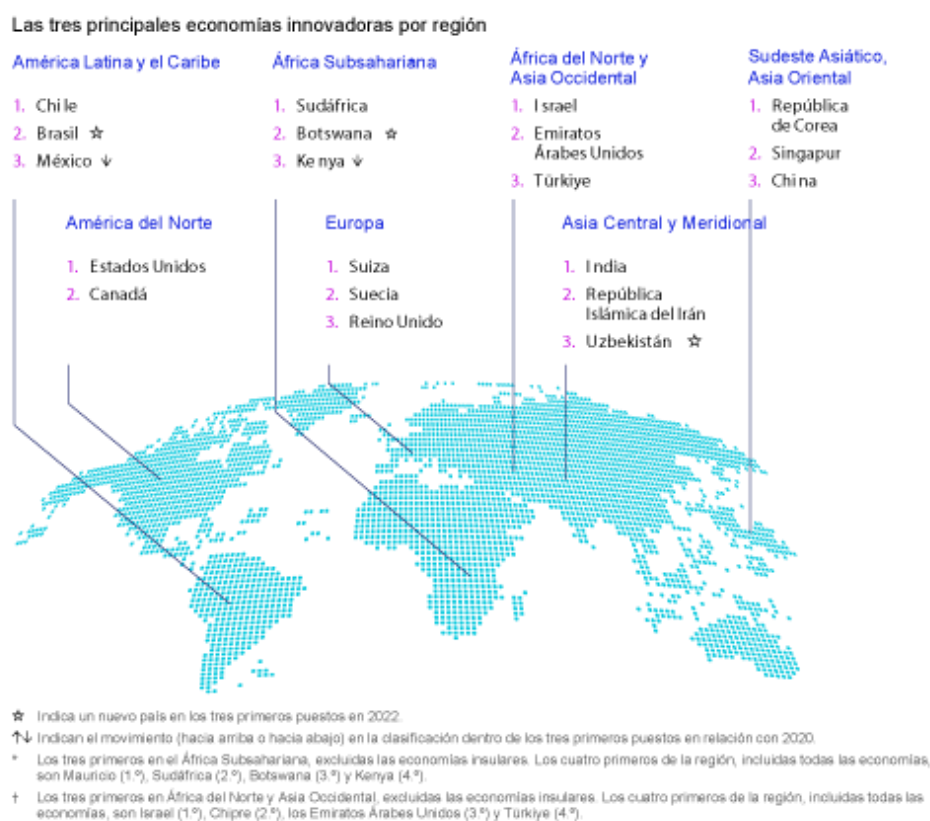 Las tres principales economías innovadoras por región
América Latina y el Caribe
1. Chile
2. Brasil ☆
3. México ↓
África Subsahariana
1. Sudáfrica
2. Botswana ☆
3. Kenya ↓
África del Norte y
Asia Occidental
1. Israel
2. Emiratos
Árabes Unidos
3. Türkiye
Sudeste Asiático,
Asia Oriental
1. República
de Corea
2. Singapur
3. China
América del Norte
1. Estados Unidos
2. Canadá
Europa
1. Suiza
2. Suecia
3. Reino Unido
Asia Central y Meridional
1. India
2. República
Islámica del Irán
3. Uzbekistán ☆
☆ Indica un nuevo país en los tres primeros puestos en 2022.
↑↓ Indican el movimiento (hacia arriba o hacia abajo) en la clasificación dentro de los tres primeros puestos en relación con 2020.
* Los tres primeros en el África Subsahariana, excluidas las economías insulares. Los cuatro primeros de la región, incluidas todas las economías,
son Mauricio (1.º), Sudáfrica (2.º), Botswana (3.º) y Kenya (4.º).
† Los tres primeros en África del Norte y Asia Occidental, excluidas las economías insulares. Los cuatro primeros de la región, incluidas todas las
economías, son Israel (1.º), Chipre (2.º), los Emiratos Árabes Unidos (3.º) y Türkiye (4.º).